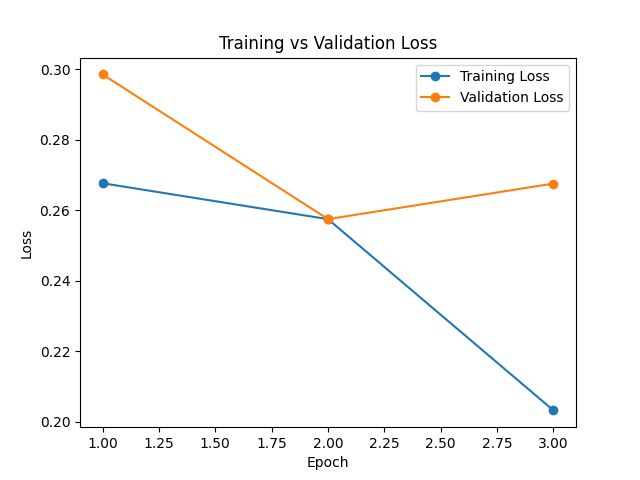 Training vs Validation Loss
Training Loss
Validation Loss
0.30
0.28
0.26
0.24
0.22
0.20
Loss
1.00 1.25 1.50 1.75 2.00 2.25 2.50 2.75 3.00
Epoch